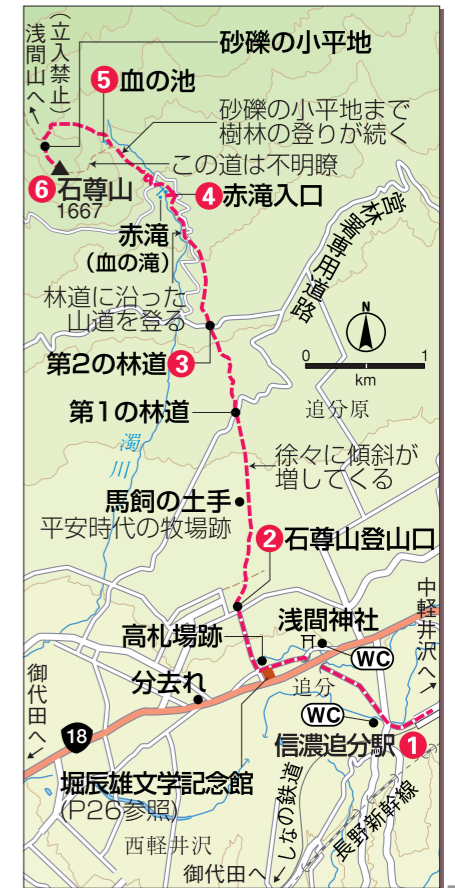 (立入禁止)
浅間山へ
砂礫の小平地
❺血の池
砂礫の小平地まで
樹林の登りが続く
この道は不明瞭
❻石尊山
1667
❹赤滝入口
赤滝
(血の滝)
営林署専用道路
林道に沿った
山道を登る
N
0 1
km
第2の林道❸
第1の林道
追分原
濁川
徐々に傾斜が
増してくる
馬飼の土手
平安時代の牧場跡
❷石尊山登山口
中軽井沢へ
高札場跡
浅間神社
WC
御代田へ
分去れ
追分
WC
18
信濃追分駅❶
堀辰雄文学記念館
(P26参照)
しなの鉄道
長野新幹線
西軽井沢
御代田へ